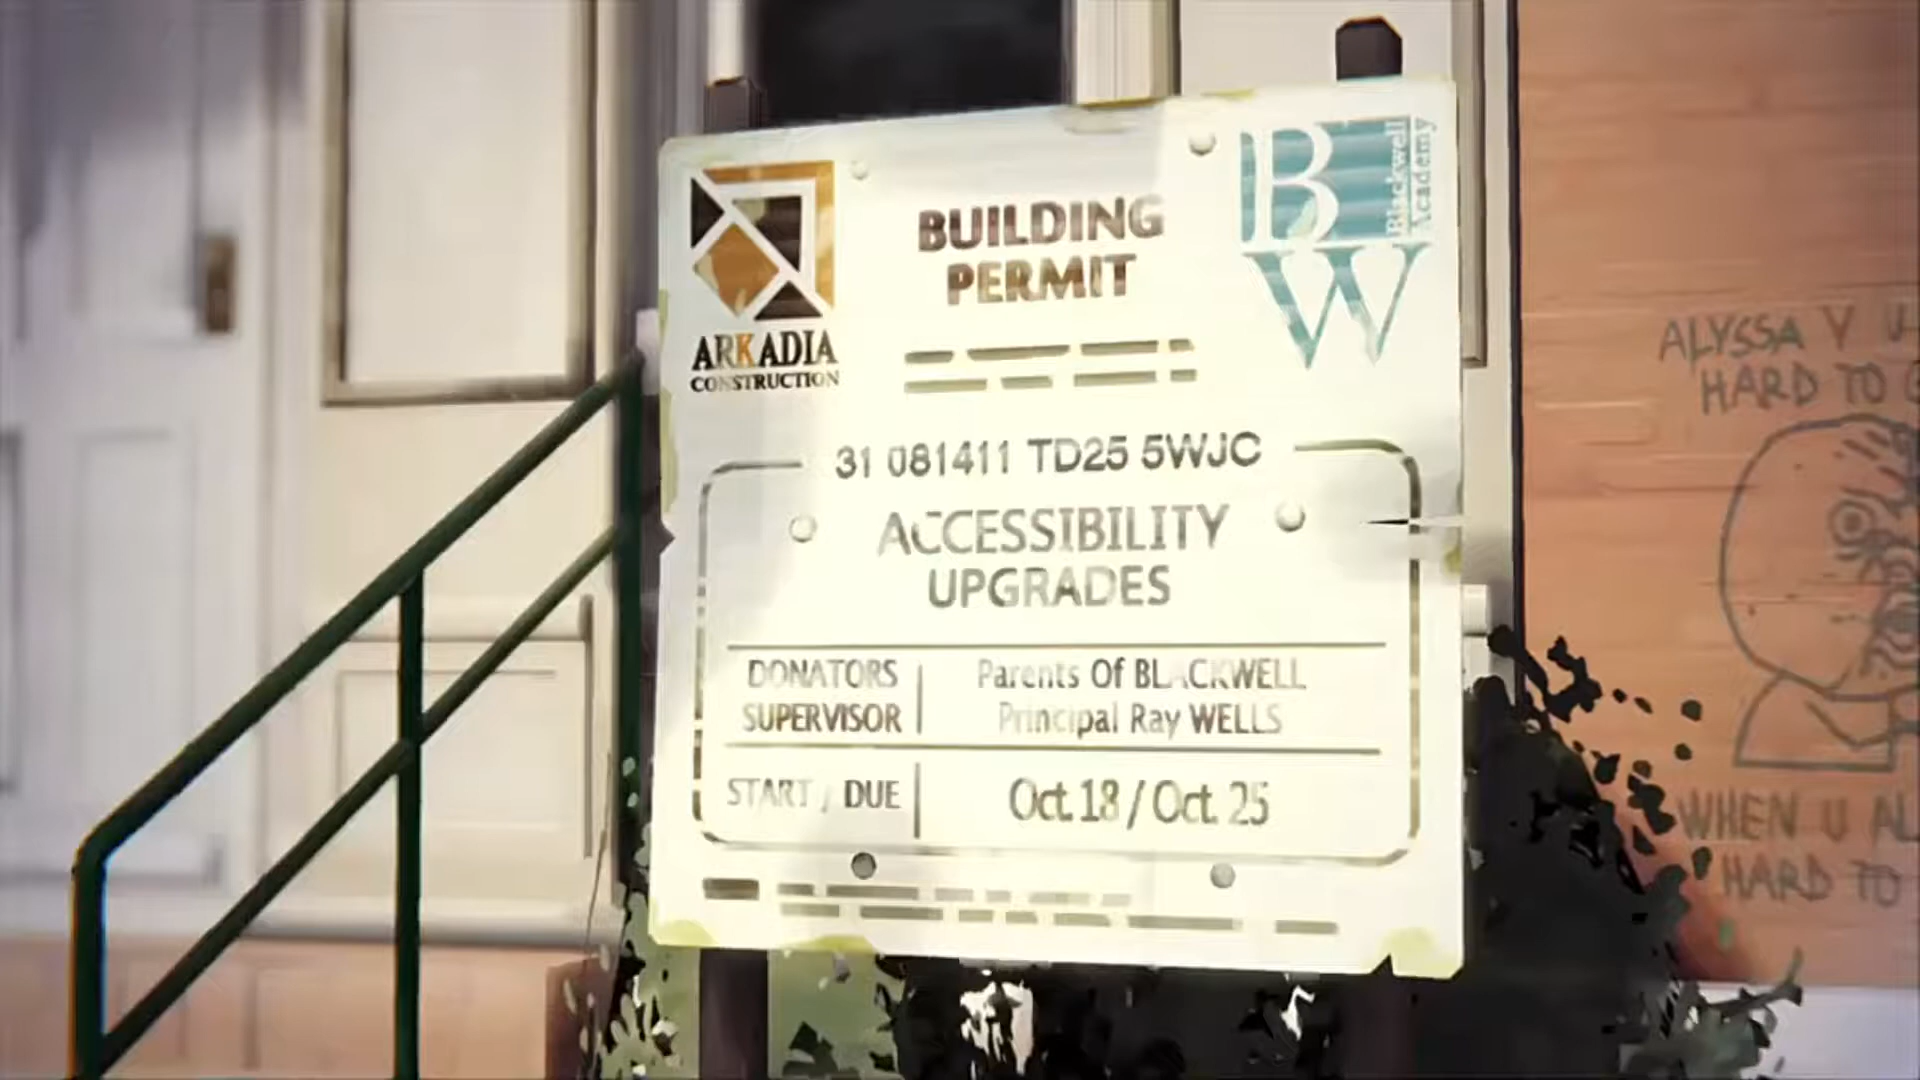 ARKADIA
CONSTRUCTION
BUILDING
PERMIT
BW
Blackwell
Academy
31 081411 TD25 5WJC
ACCESSIBILITY
UPGRADES
DONATORS Parents Of BLACKWELL
SUPERVISOR Principal Ray WELLS
START / DUE Oct. 18 / Oct. 25
ALYSSA Y U
HARD TO
WHEN U
HARD TO